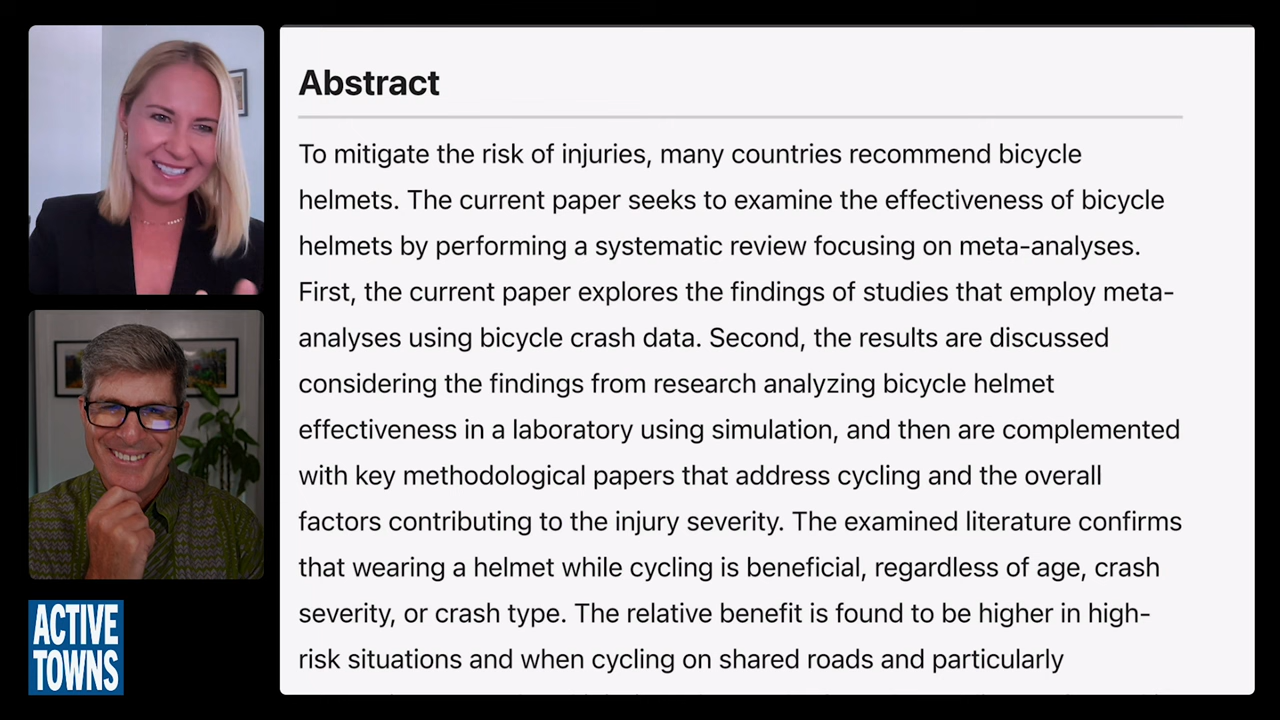 Abstract
To mitigate the risk of injuries, many countries recommend bicycle
helmets. The current paper seeks to examine the effectiveness of bicycle
helmets by performing a systematic review focusing on meta-analyses.
First, the current paper explores the findings of studies that employ meta-
analyses using bicycle crash data. Second, the results are discussed
considering the findings from research analyzing bicycle helmet
effectiveness in a laboratory using simulation, and then are complemented
with key methodological papers that address cycling and the overall
factors contributing to the injury severity. The examined literature confirms
that wearing a helmet while cycling is beneficial, regardless of age, crash
severity, or crash type. The relative benefit is found to be higher in high-
risk situations and when cycling on shared roads and particularly
ACTIVE
TOWNS